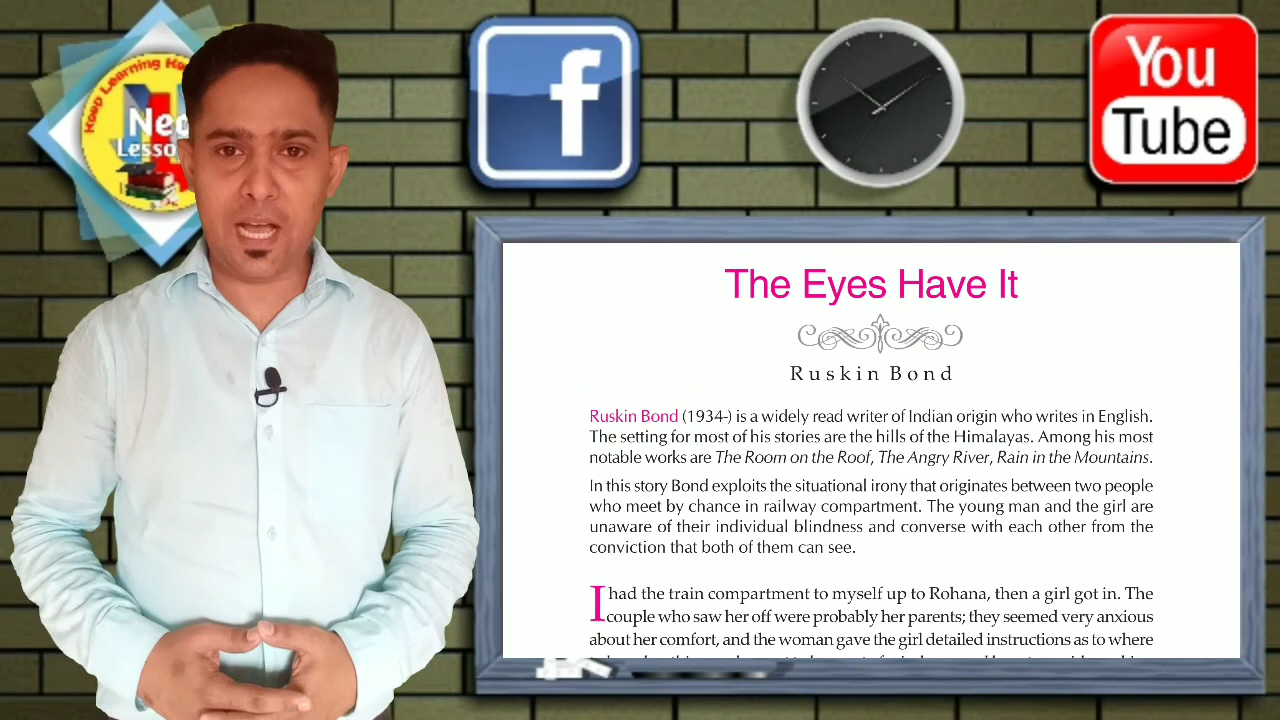 Keep Learning
Lesso
f
You
Tube
The Eyes Have It
Ruskin Bond
Ruskin Bond (1934-) is a widely read writer of Indian origin who writes in English.
The setting for most of his stories are the hills of the Himalayas. Among his most
notable works are The Room on the Roof, The Angry River, Rain in the Mountains.
In this story Bond exploits the situational irony that originates between two people
who meet by chance in railway compartment. The young man and the girl are
unaware of their individual blindness and converse with each other from the
conviction that both of them can see.
I had the train compartment to myself up to Rohana, then a girl got in. The
couple who saw her off were probably her parents; they seemed very anxious
about her comfort, and the woman gave the girl detailed instructions as to where